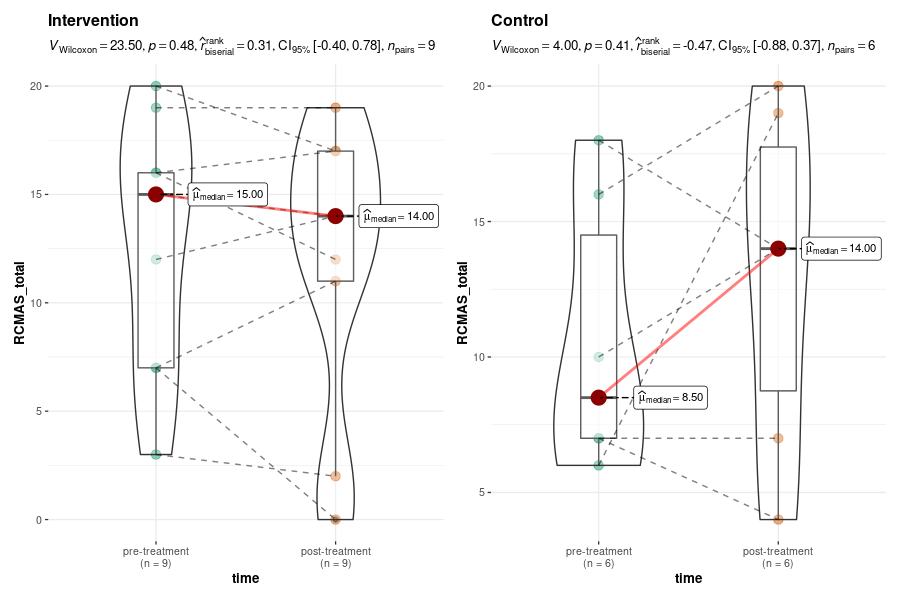 Intervention
V_Wilcoxon = 23.50, p = 0.48, r̂^rank_biserial = 0.31, CI_95% [-0.40, 0.78], n_pairs = 9
RCMAS_total
20
15
10
5
0
μ̂_median = 15.00
μ̂_median = 14.00
pre-treatment
(n = 9)
post-treatment
(n = 9)
time
Control
V_Wilcoxon = 4.00, p = 0.41, r̂^rank_biserial = -0.47, CI_95% [-0.88, 0.37], n_pairs = 6
RCMAS_total
20
15
10
5
μ̂_median = 8.50
μ̂_median = 14.00
pre-treatment
(n = 6)
post-treatment
(n = 6)
time